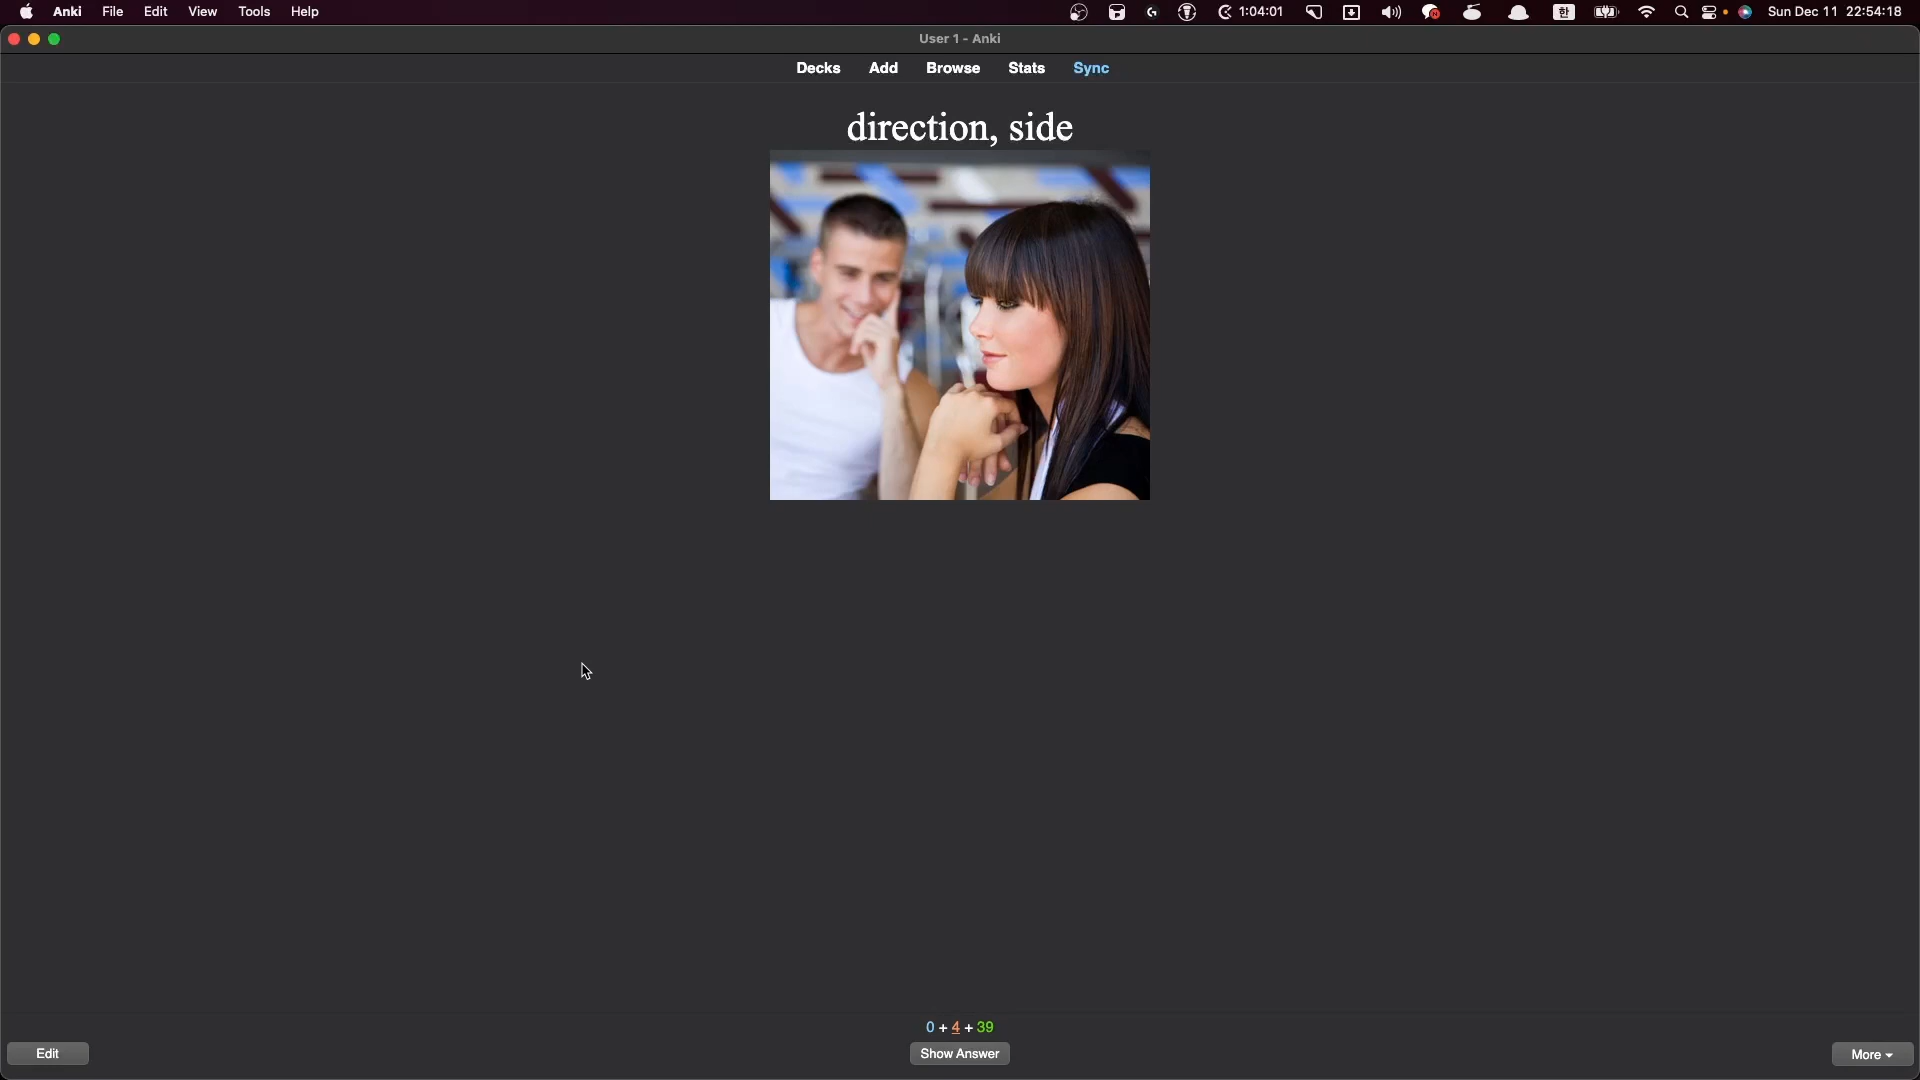 Anki File Edit View Tools Help 1:04:01 한 Sun Dec 11 22:54:18
User 1 - Anki
Decks Add Browse Stats Sync
direction, side
0 + 4 + 39
Edit Show Answer More